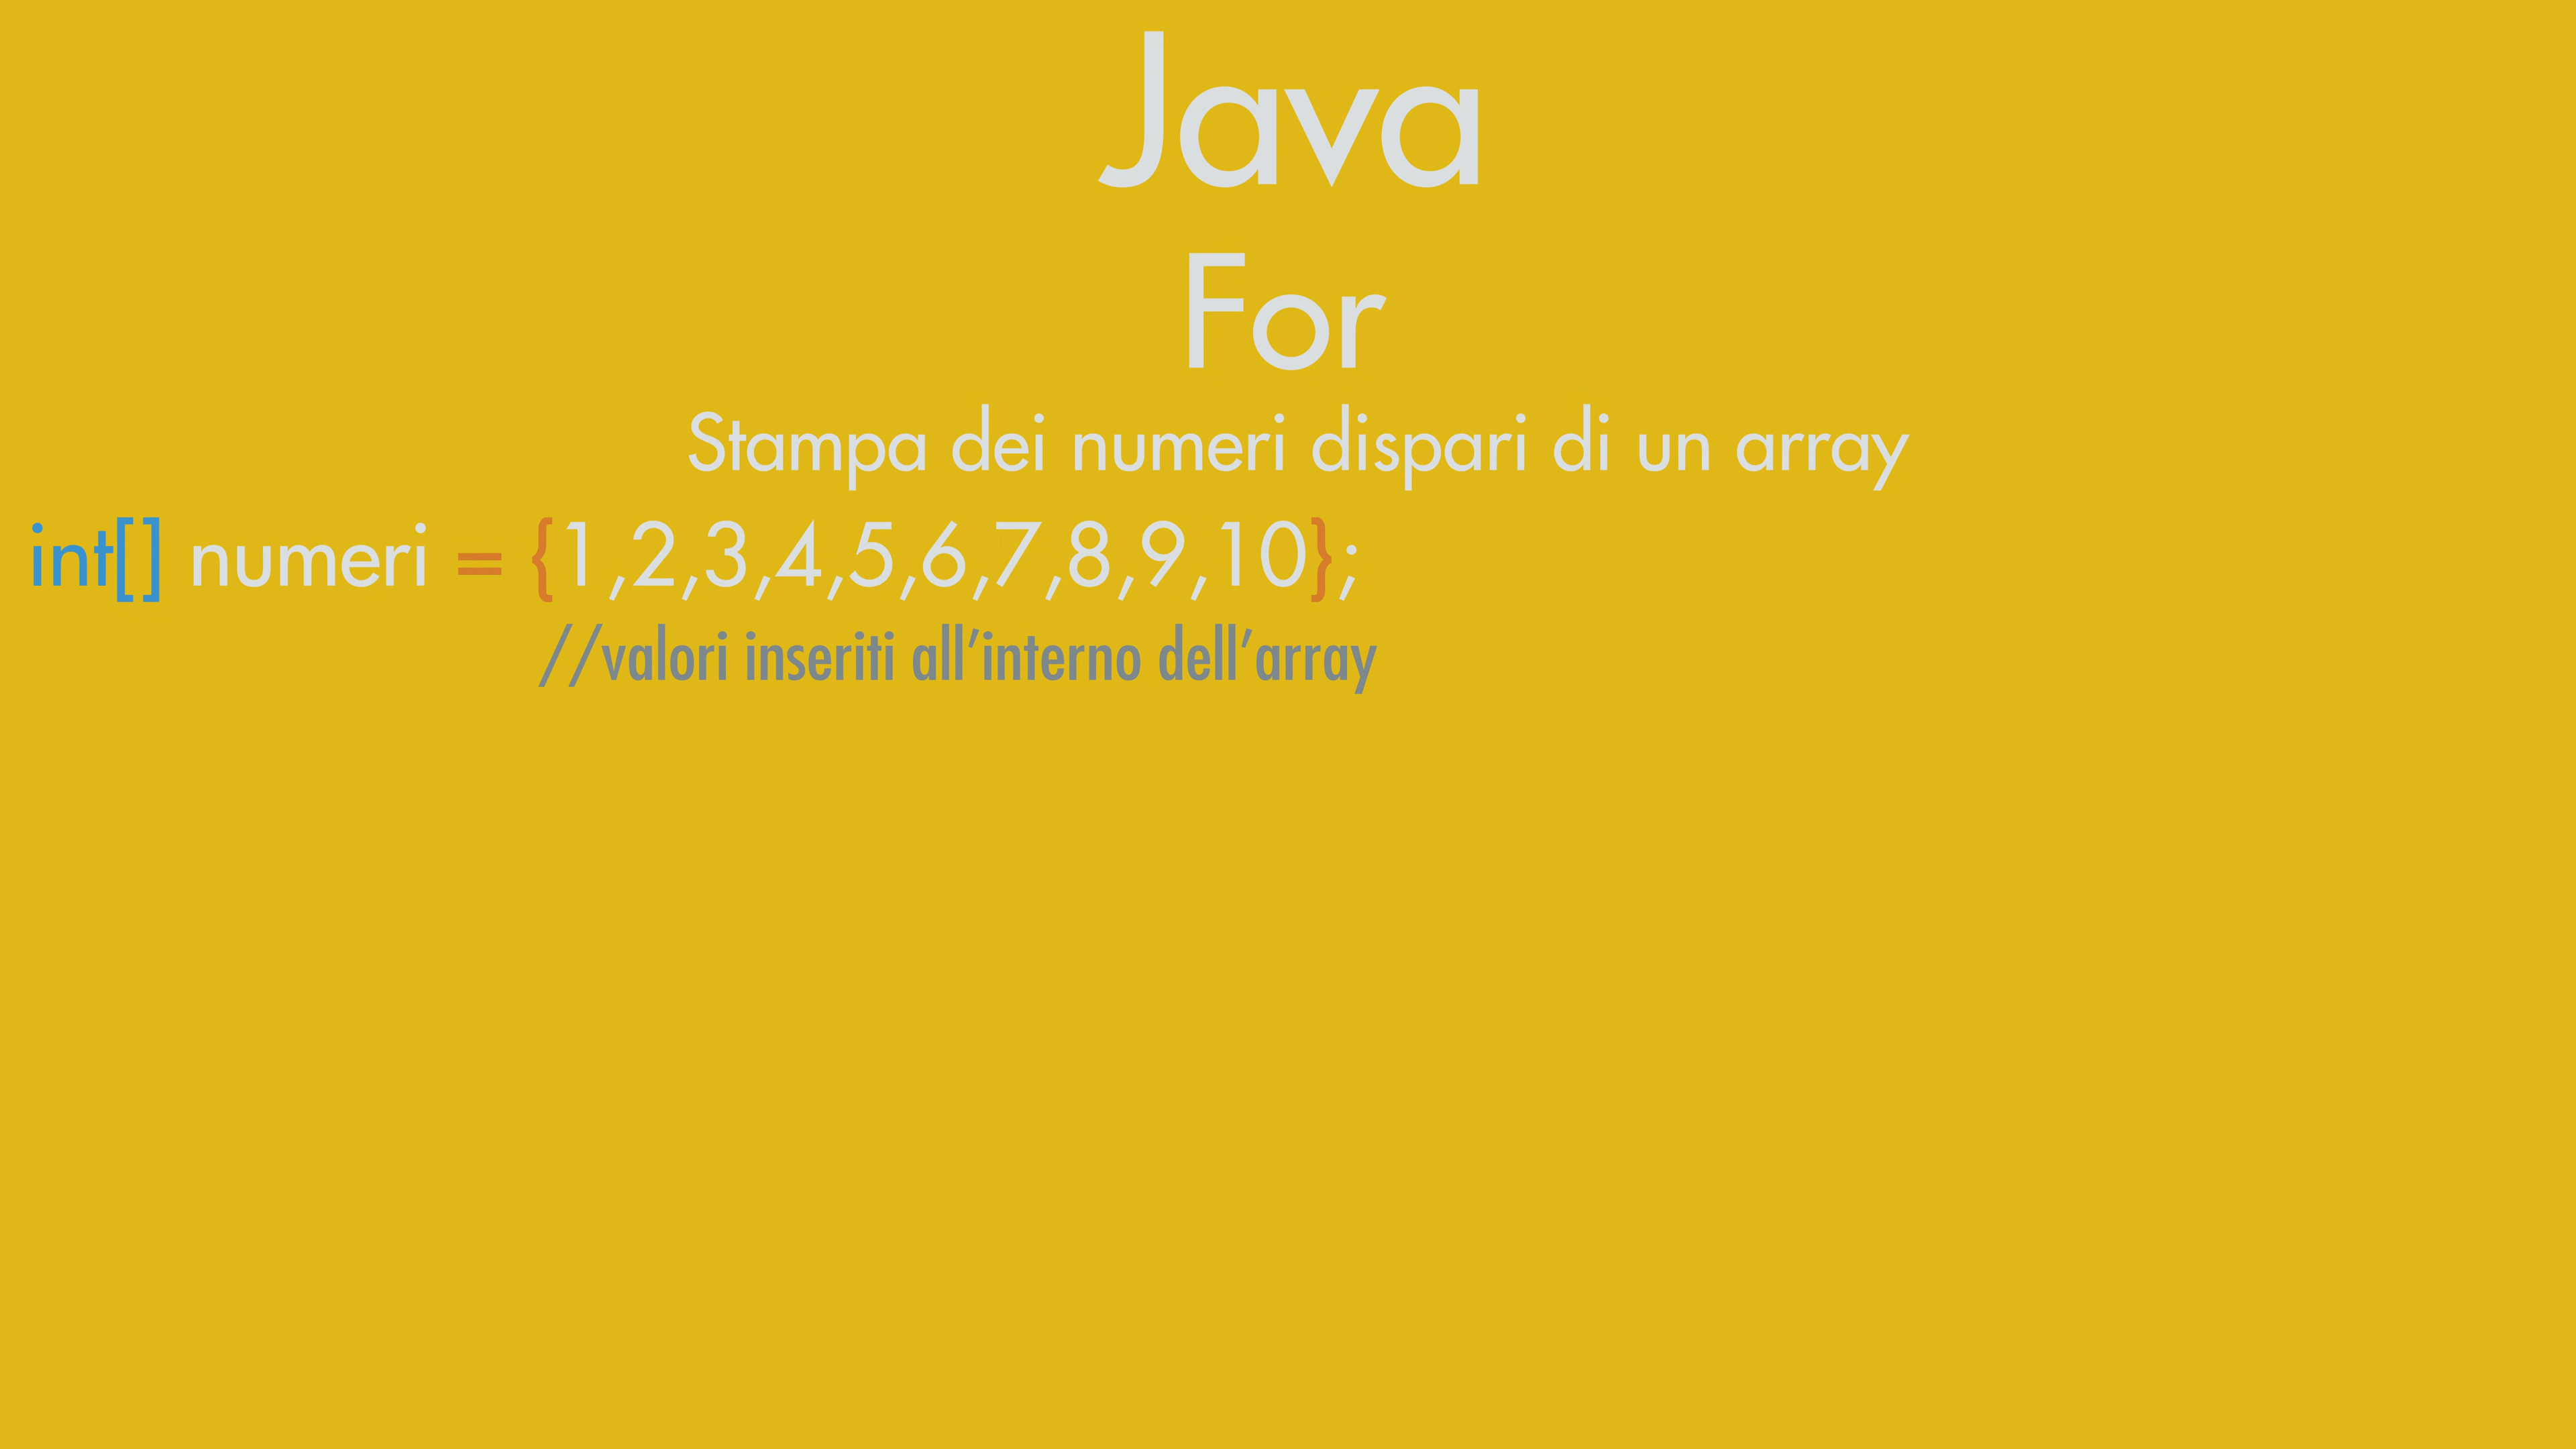 Java
For
Stampa dei numeri dispari di un array
int[] numeri = {1,2,3,4,5,6,7,8,9,10};
//valori inseriti all’interno dell’array